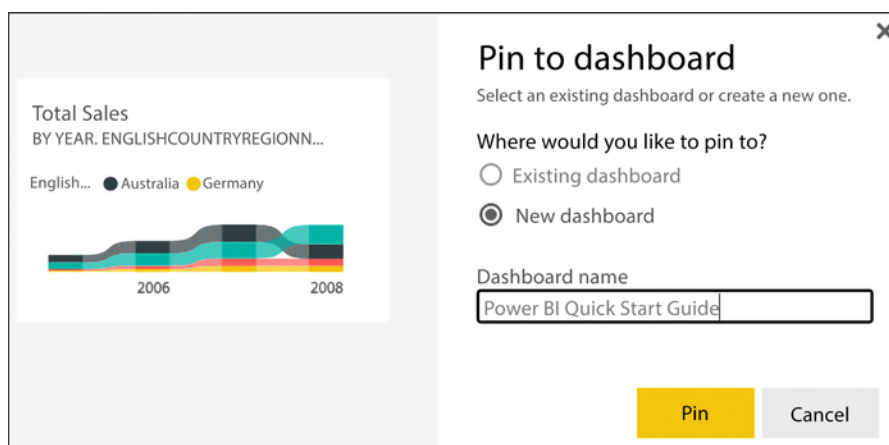 Total Sales
BY YEAR. ENGLISHCOUNTRYREGIONN...
English... Australia Germany
2006 2008
Pin to dashboard
Select an existing dashboard or create a new one.
Where would you like to pin to?
Existing dashboard
New dashboard
Dashboard name
Power BI Quick Start Guide
Pin Cancel